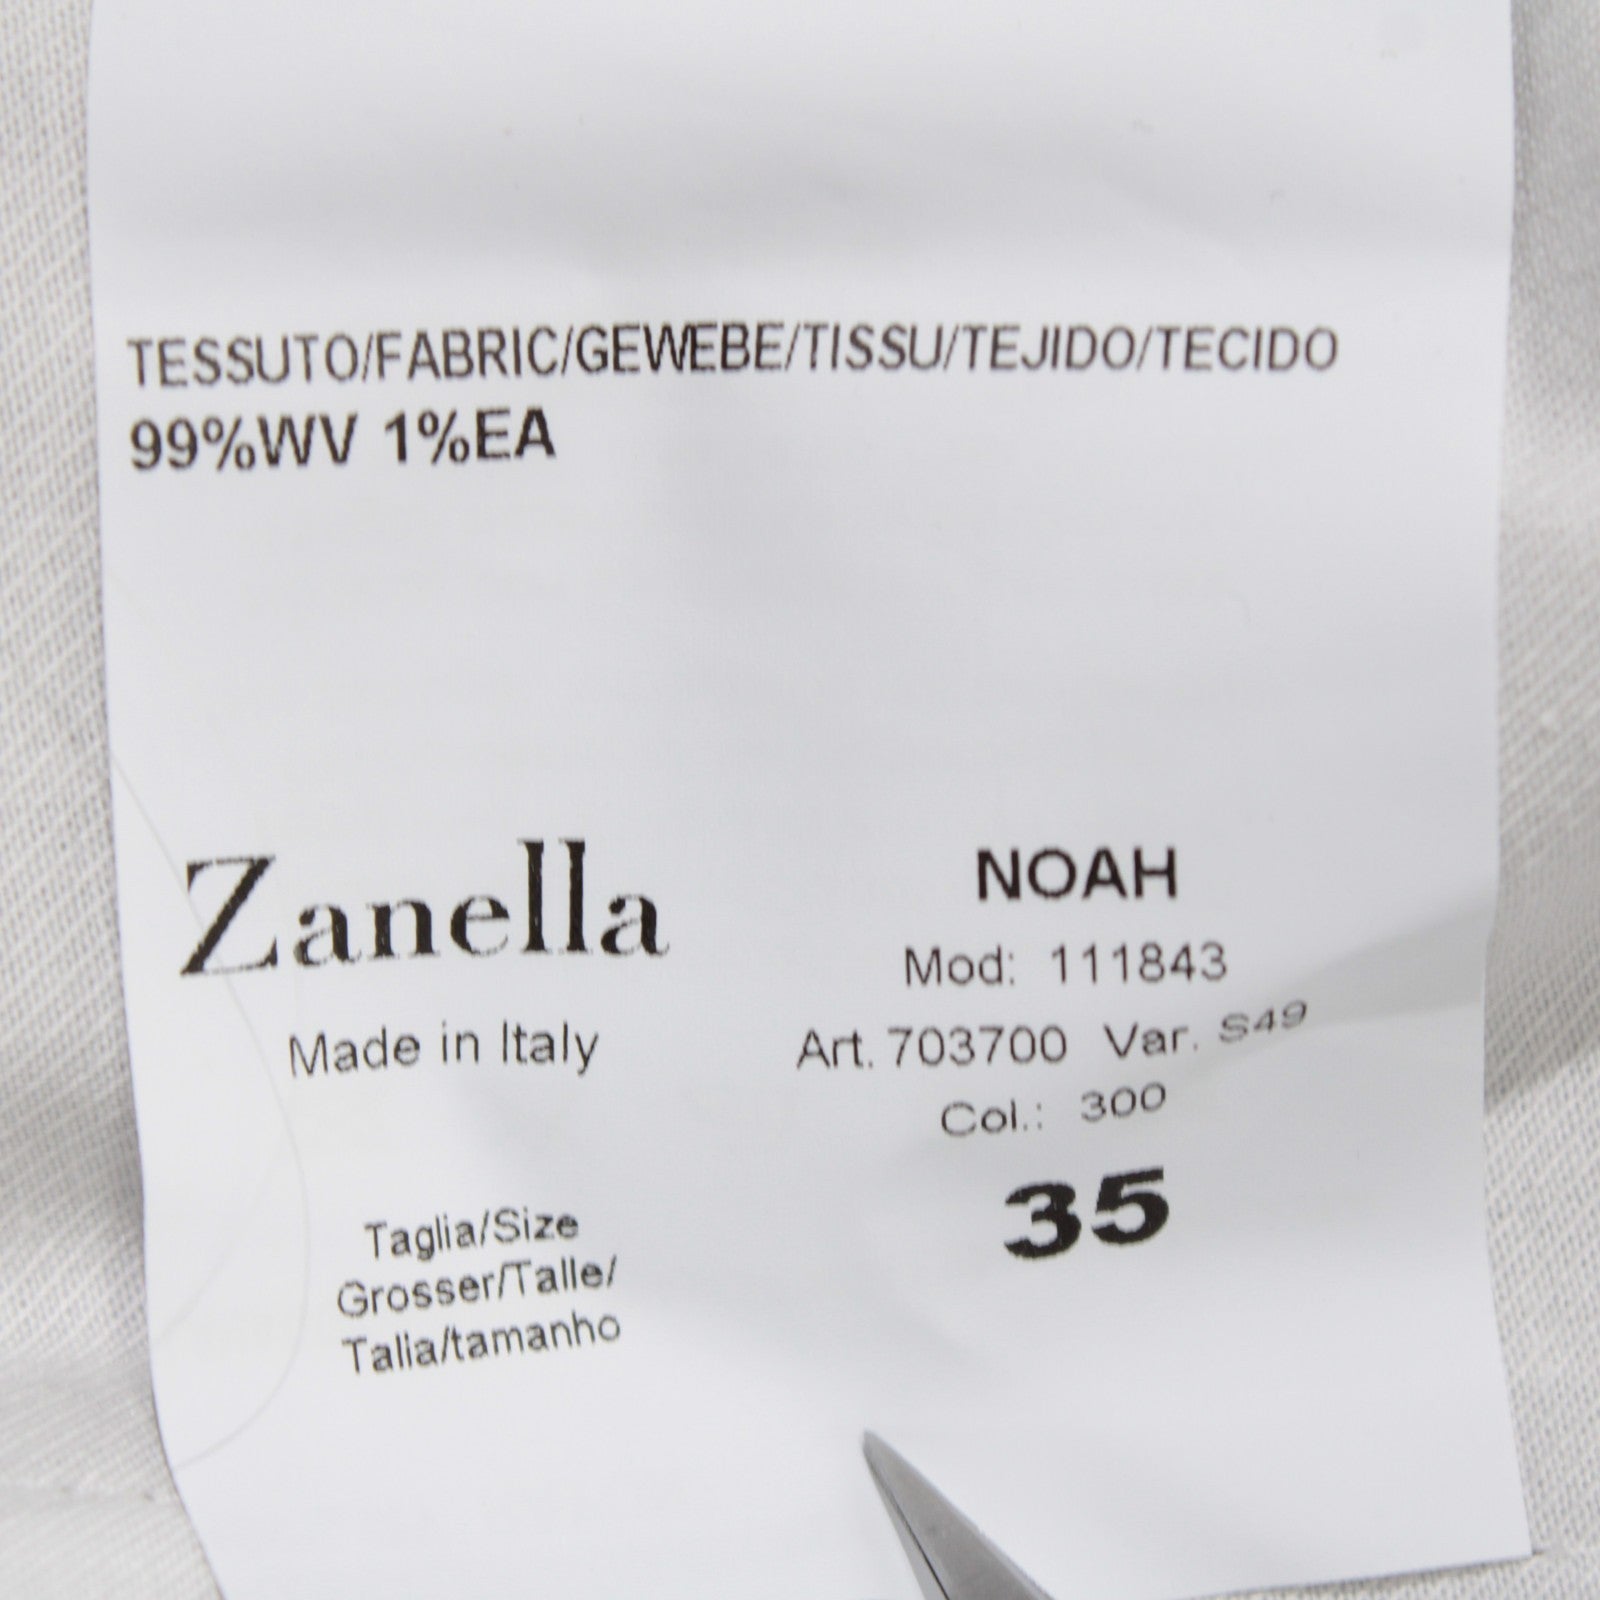 TESSUTO/FABRIC/GEWEBE/TISSU/TEJIDO/TECIDO
99%WV 1%EA
Zanella
Made in Italy
Taglia/Size
Grosser/Talle/
Talia/tamanho
NOAH
Mod: 111843
Art. 703700 Var. S49
Col.: 300
35